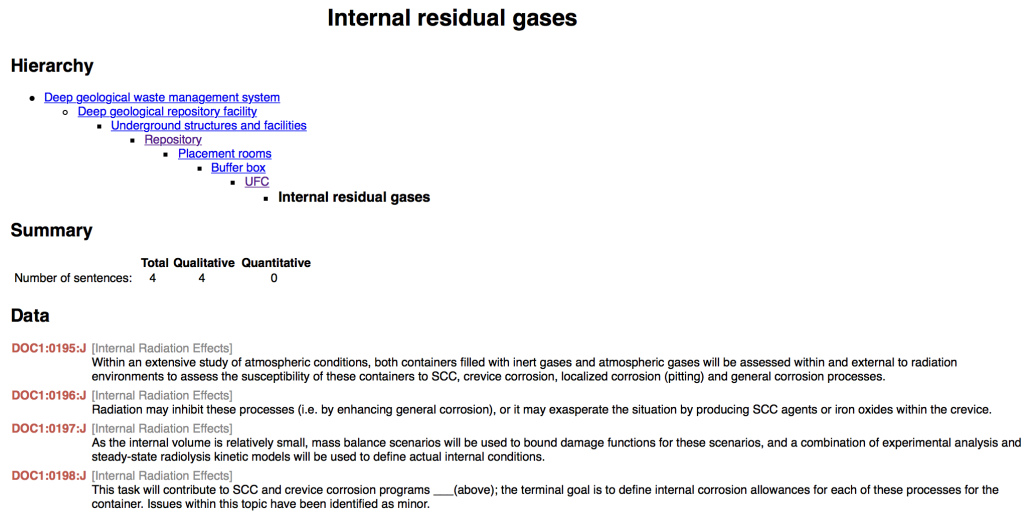 Internal residual gases
Hierarchy
Deep geological waste management system
Deep geological repository facility
Underground structures and facilities
Repository
Placement rooms
Buffer box
UFC
Internal residual gases
Summary
Total Qualitative Quantitative
Number of sentences: 4 4 0
Data
DOC1:0195:J [Internal Radiation Effects]
Within an extensive study of atmospheric conditions, both containers filled with inert gases and atmospheric gases will be assessed within and external to radiation
environments to assess the susceptibility of these containers to SCC, crevice corrosion, localized corrosion (pitting) and general corrosion processes.
DOC1:0196:J [Internal Radiation Effects]
Radiation may inhibit these processes (i.e. by enhancing general corrosion), or it may exasperate the situation by producing SCC agents or iron oxides within the crevice.
DOC1:0197:J [Internal Radiation Effects]
As the internal volume is relatively small, mass balance scenarios will be used to bound damage functions for these scenarios, and a combination of experimental analysis and
steady-state radiolysis kinetic models will be used to define actual internal conditions.
DOC1:0198:J [Internal Radiation Effects]
This task will contribute to SCC and crevice corrosion programs ___(above); the terminal goal is to define internal corrosion allowances for each of these processes for the
container. Issues within this topic have been identified as minor.